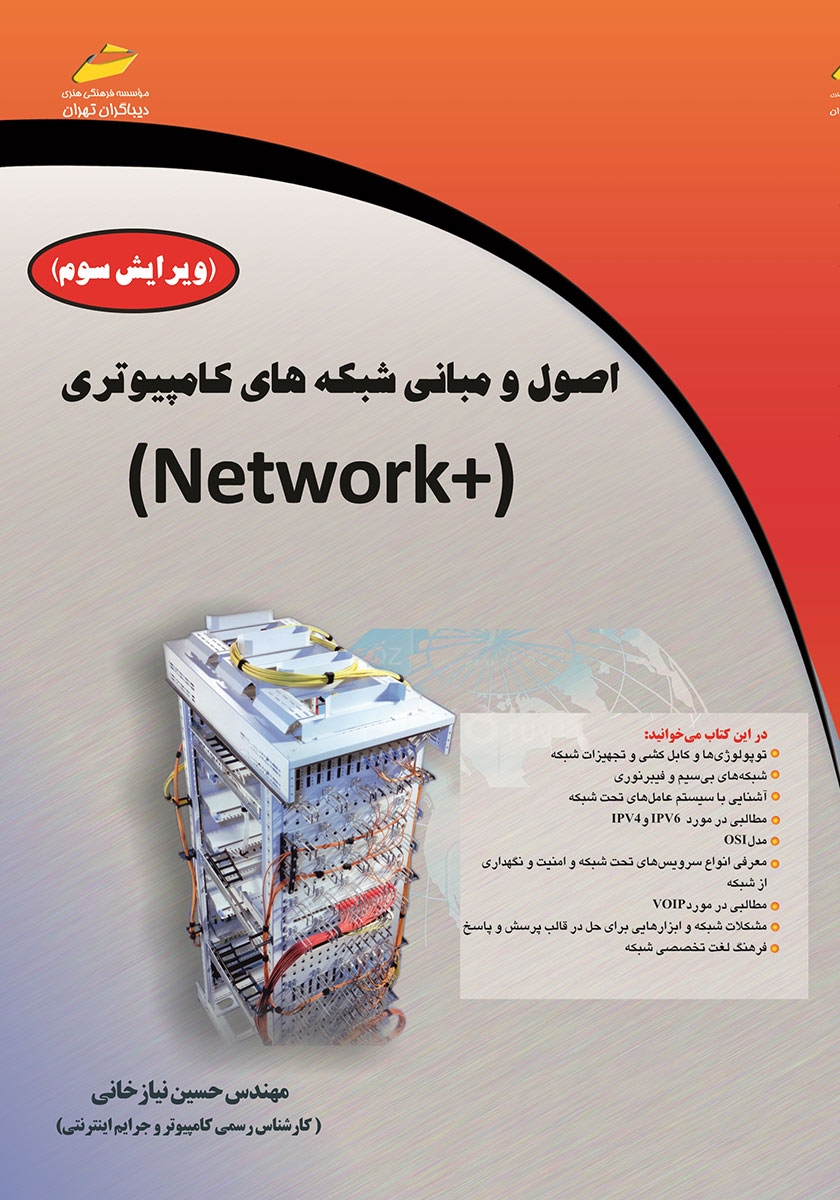 مؤسسه فرهنگی هنری
دیباگران تهران
(ویرایش سوم)
اصول و مبانی شبکه های کامپیوتری
(Network+)
در این کتاب می‌خوانید:
توپولوژی‌ها و کابل کشی و تجهیزات شبکه
شبکه‌های بی‌سیم و فیبرنوری
آشنایی با سیستم عامل‌های تحت شبکه
مطالبی در مورد IPV6 و IPV4
مدل OSI
معرفی انواع سرویس‌های تحت شبکه و امنیت و نگهداری
از شبکه
مطالبی در مورد VOIP
مشکلات شبکه و ابزارهایی برای حل در قالب پرسش و پاسخ
فرهنگ لغت تخصصی شبکه
مهندس حسین نیازخانی
(کارشناس رسمی کامپیوتر و جرایم اینترنتی)